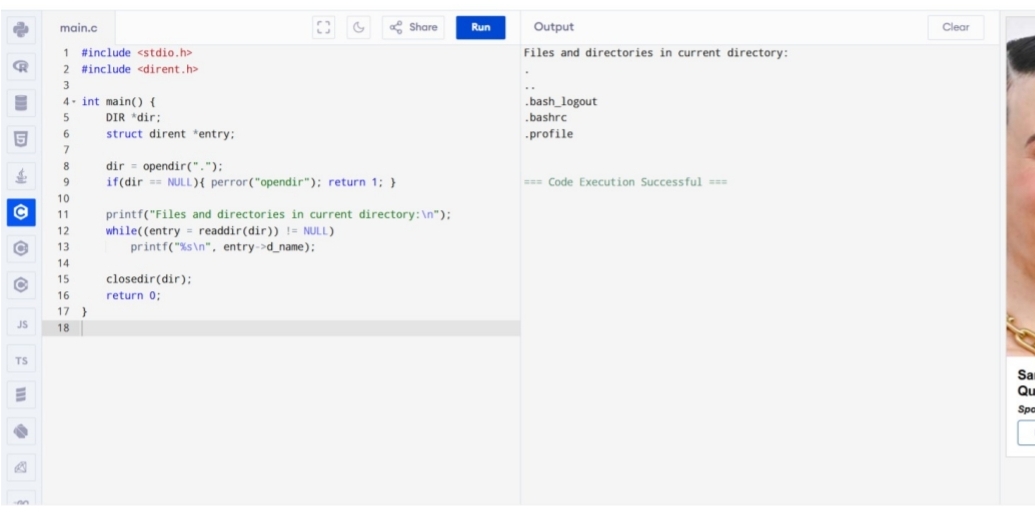 main.c
Share
Run
1 #include <stdio.h>
2 #include <dirent.h>
3
4 int main() {
5     DIR *dir;
6     struct dirent *entry;
7
8     dir = opendir(".");
9     if(dir == NULL){ perror("opendir"); return 1; }
10
11     printf("Files and directories in current directory:\n");
12     while((entry = readdir(dir)) != NULL)
13         printf("%s\n", entry->d_name);
14
15     closedir(dir);
16     return 0;
17 }
18
Output
Clear
Files and directories in current directory:
.
..
.bash_logout
.bashrc
.profile
=== Code Execution Successful ===
JS
TS
Sa
Qu
Spo